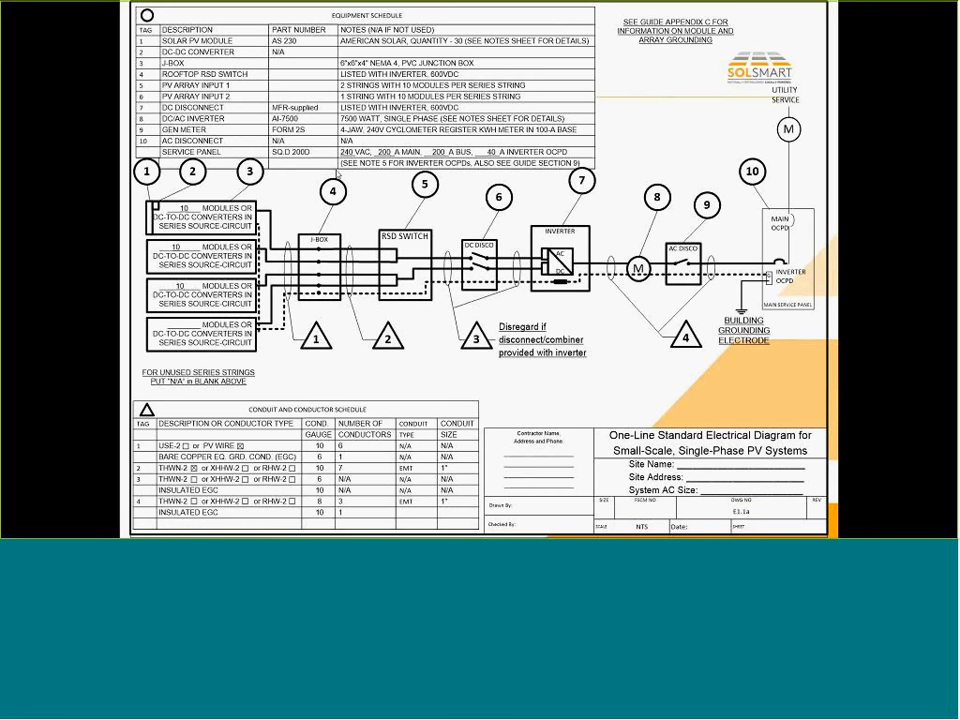 EQUIPMENT SCHEDULE
TAG DESCRIPTION PART NUMBER NOTES (N/A IF NOT USED)
1 SOLAR PV MODULE AS 230 AMERICAN SOLAR, QUANTITY - 30 (SEE NOTES SHEET FOR DETAILS)
2 DC-DC CONVERTER N/A
3 J-BOX 6"x6"x4" NEMA 4, PVC JUNCTION BOX
4 ROOFTOP RSD SWITCH LISTED WITH INVERTER, 600VDC
5 PV ARRAY INPUT 1 2 STRINGS WITH 10 MODULES PER SERIES STRING
6 PV ARRAY INPUT 2 1 STRING WITH 10 MODULES PER SERIES STRING
7 DC DISCONNECT MFR-supplied LISTED WITH INVERTER, 600VDC
8 DC/AC INVERTER AI-7500 7500 WATT, SINGLE PHASE (SEE NOTES SHEET FOR DETAILS)
9 GEN METER FORM 2S 4-JAW, 240V CYCLOMETER REGISTER KWH METER IN 100-A BASE
10 AC DISCONNECT N/A N/A
SERVICE PANEL SQ.D 200D 240 VAC, _200_A MAIN, __200_A BUS, ___40_A INVERTER OCPD
(SEE NOTE 5 FOR INVERTER OCPDs. ALSO SEE GUIDE SECTION 9)
SEE GUIDE APPENDIX C FOR
INFORMATION ON MODULE AND
ARRAY GROUNDING
SOLSMART
UTILITY
SERVICE
M
1 2 3 4 5 6 7 8 9 10
10 MODULES OR
DC-TO-DC CONVERTERS IN
SERIES SOURCE-CIRCUIT
10 MODULES OR
DC-TO-DC CONVERTERS IN
SERIES SOURCE-CIRCUIT
10 MODULES OR
DC-TO-DC CONVERTERS IN
SERIES SOURCE-CIRCUIT
MODULES OR
DC-TO-DC CONVERTERS IN
SERIES SOURCE-CIRCUIT
J-BOX
RSD SWITCH
DC DISCO
INVERTER
AC
DC
M
AC DISCO
MAIN
OCPD
INVERTER
OCPD
MAIN SERVICE PANEL
BUILDING
GROUNDING
ELECTRODE
1 2 3 4
Disregard if
disconnect/combiner
provided with inverter
FOR UNUSED SERIES STRINGS
PUT "N/A" in BLANK ABOVE
CONDUIT AND CONDUCTOR SCHEDULE
TAG DESCRIPTION OR CONDUCTOR TYPE COND. NUMBER OF CONDUIT CONDUIT
GAUGE CONDUCTORS TYPE SIZE
1 USE-2 ☐ or PV WIRE ☒ 10 6 N/A N/A
BARE COPPER EQ. GRD. COND (EGC) 6 1 N/A N/A
2 THWN-2 ☒ or XHHW-2 ☐ or RHW-2 ☐ 10 7 EMT 1"
3 THWN-2 ☐ or XHHW-2 ☐ or RHW-2 ☐ 6 N/A N/A N/A
INSULATED EGC 10 N/A N/A N/A
4 THWN-2 ☐ or XHHW-2 ☐ or RHW-2 ☐ 8 3 EMT 1"
INSULATED EGC 10 1
Contractor Name,
Address and Phone
Drawn By:
Checked By:
One-Line Standard Electrical Diagram for
Small-Scale, Single-Phase PV Systems
Site Name:
Site Address:
System AC Size:
SIZE FSCM NO DWG NO REV
E1.1a
SCALE NTS Date: SHEET